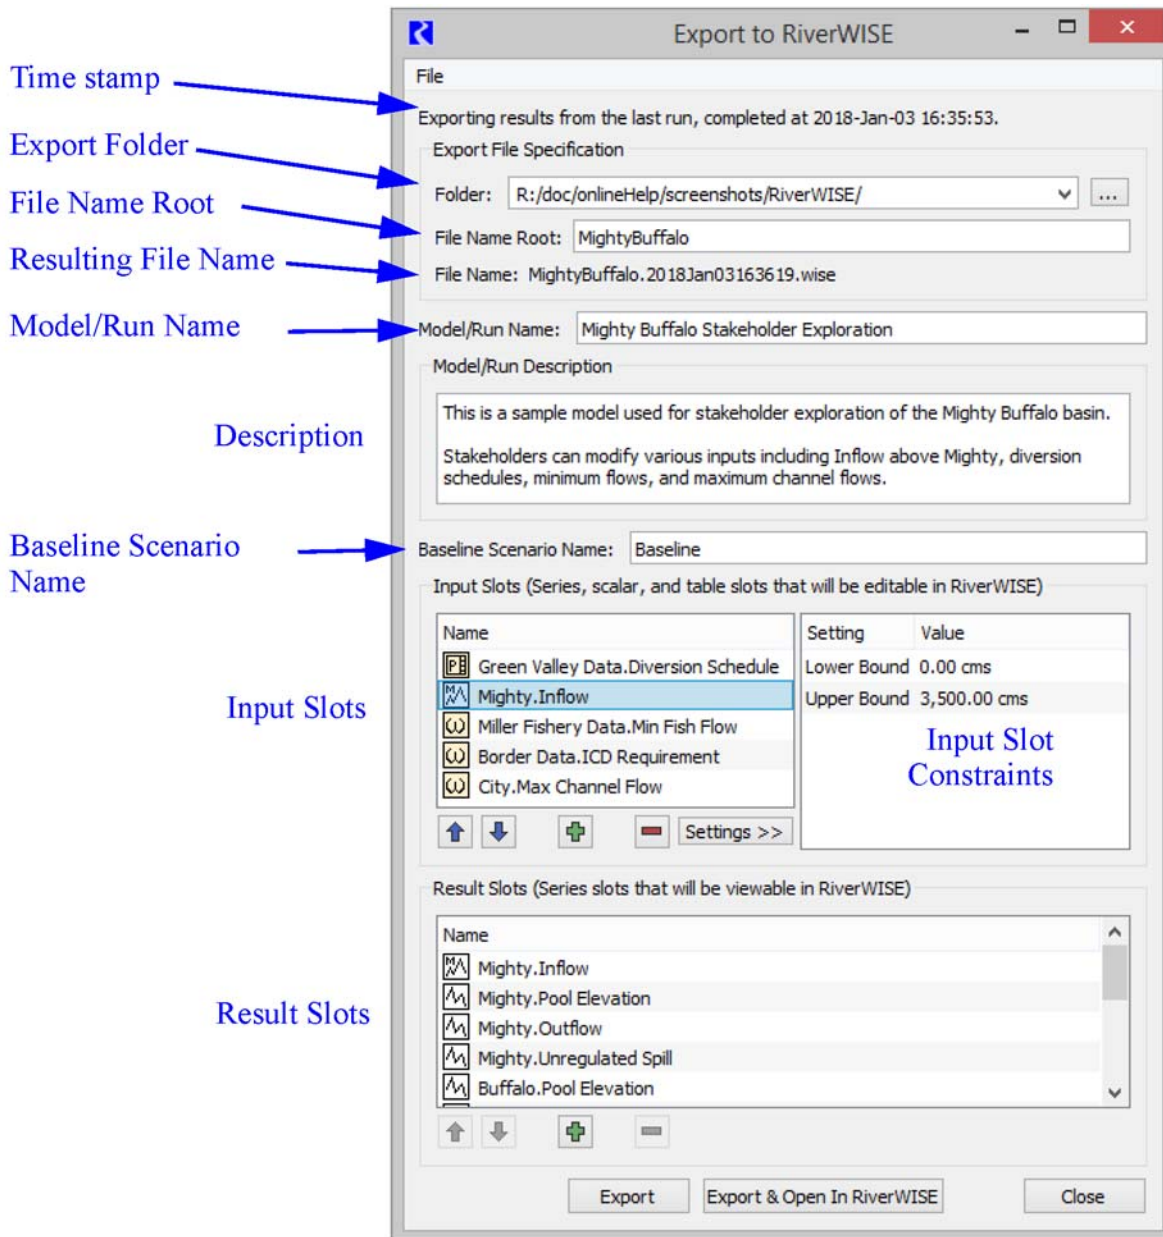 Export to RiverWISE
File
Time stamp
Exporting results from the last run, completed at 2018-Jan-03 16:35:53.
Export Folder
Export File Specification
Folder: R:/doc/onlineHelp/screenshots/RiverWISE/ ...
File Name Root
File Name Root: MightyBuffalo
Resulting File Name
File Name: MightyBuffalo.2018Jan03163619.wise
Model/Run Name
Model/Run Name: Mighty Buffalo Stakeholder Exploration
Model/Run Description
Description
This is a sample model used for stakeholder exploration of the Mighty Buffalo basin.
Stakeholders can modify various inputs including Inflow above Mighty, diversion
schedules, minimum flows, and maximum channel flows.
Baseline Scenario
Name
Baseline Scenario Name: Baseline
Input Slots (Series, scalar, and table slots that will be editable in RiverWISE)
Input Slots
Name
Green Valley Data.Diversion Schedule
Mighty.Inflow
Miller Fishery Data.Min Fish Flow
Border Data.ICD Requirement
City.Max Channel Flow
Settings >>
Setting Value
Lower Bound 0.00 cms
Upper Bound 3,500.00 cms
Input Slot
Constraints
Result Slots (Series slots that will be viewable in RiverWISE)
Result Slots
Name
Mighty.Inflow
Mighty.Pool Elevation
Mighty.Outflow
Mighty.Unregulated Spill
Buffalo.Pool Elevation
Export Export & Open In RiverWISE Close